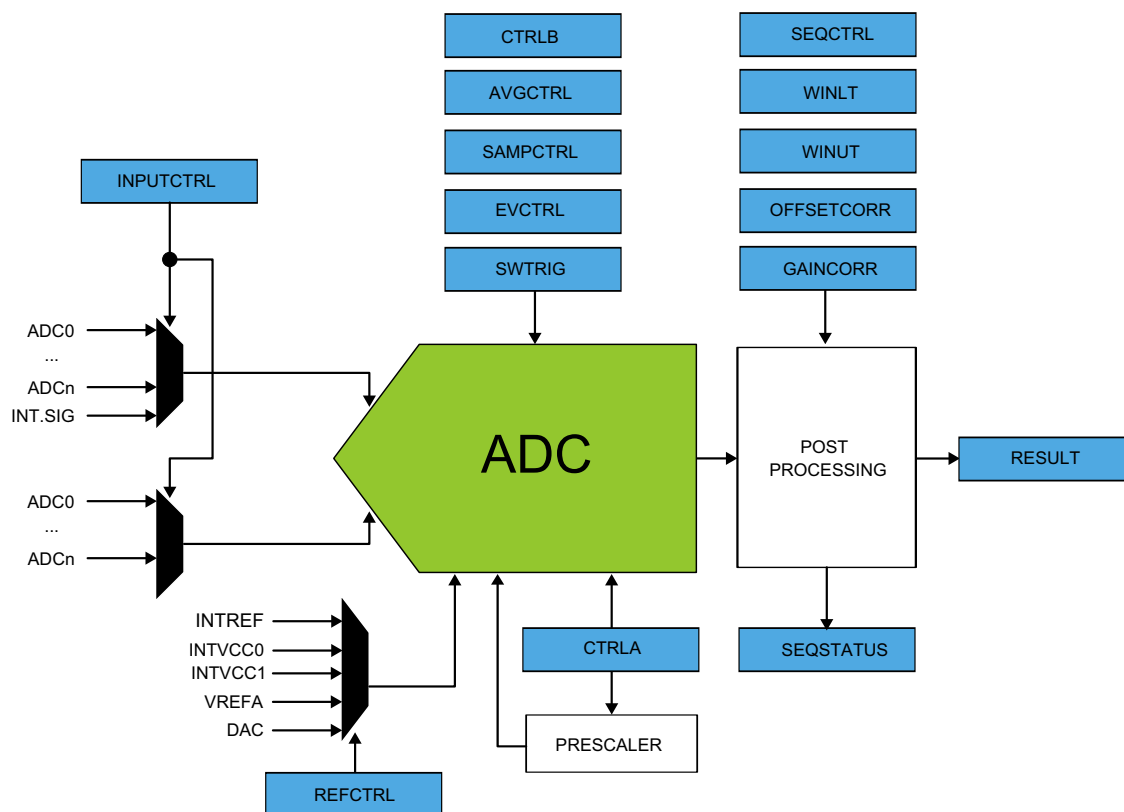 CTRLB
SEQCTRL
AVGCTRL
WINLT
SAMPCTRL
WINUT
INPUTCTRL
EVCTRL
OFFSETCORR
SWTRIG
GAINCORR
ADC0
...
ADCn
INT.SIG
ADC
POST
PROCESSING
RESULT
ADC0
...
ADCn
INTREF
INTVCC0
INTVCC1
VREFA
DAC
CTRLA
SEQSTATUS
PRESCALER
REFCTRL